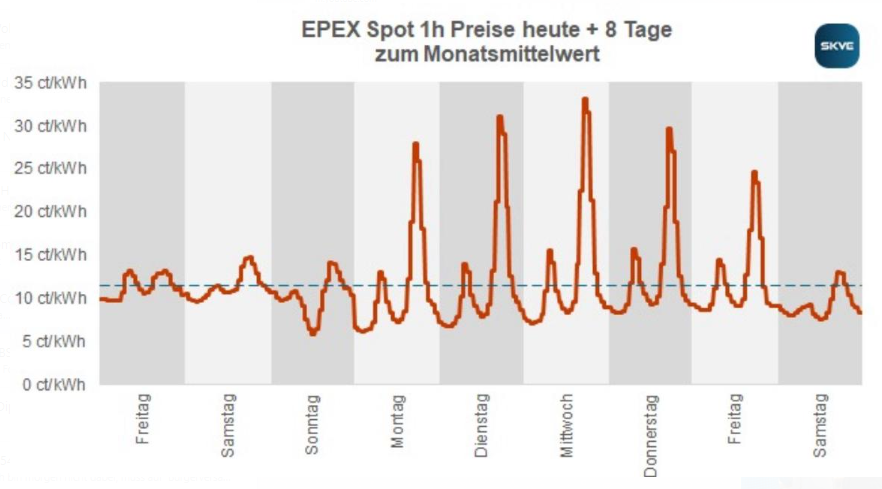 EPEX Spot 1h Preise heute + 8 Tage
zum Monatsmittelwert
SKVE
35 ct/kWh
30 ct/kWh
25 ct/kWh
20 ct/kWh
15 ct/kWh
10 ct/kWh
5 ct/kWh
0 ct/kWh
Freitag
Samstag
Sonntag
Montag
Dienstag
Mittwoch
Donnerstag
Freitag
Samstag